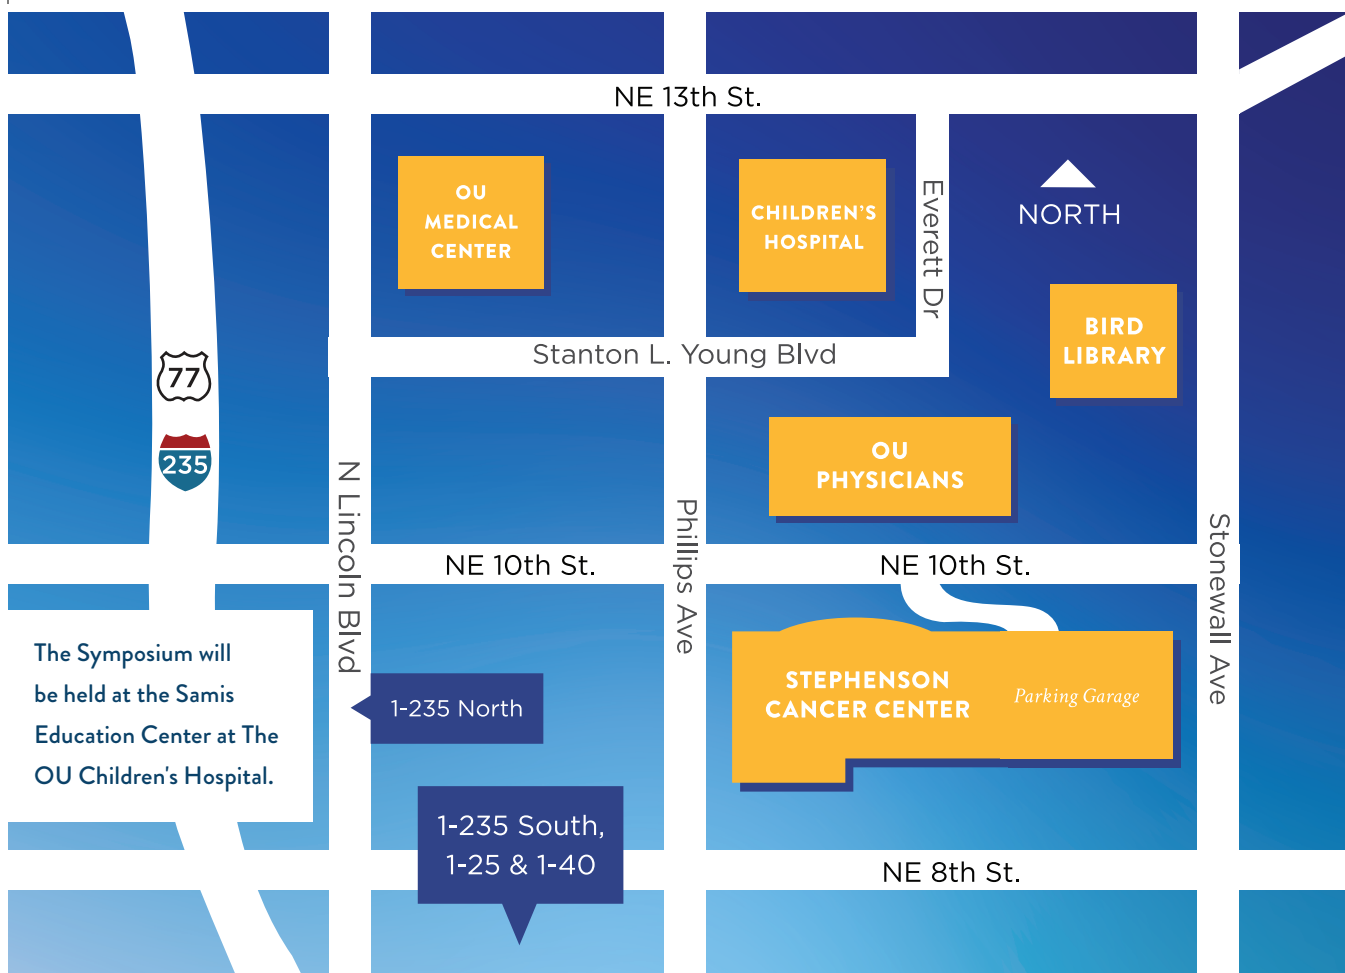 NE 13th St.
OU
MEDICAL
CENTER
CHILDREN'S
HOSPITAL
Everett Dr
NORTH
BIRD
LIBRARY
Stanton L. Young Blvd
77
235
OU
PHYSICIANS
N Lincoln Blvd
Phillips Ave
Stonewall Ave
NE 10th St.
NE 10th St.
The Symposium will
be held at the Samis
Education Center at The
OU Children's Hospital.
1-235 North
STEPHENSON
CANCER CENTER
Parking Garage
1-235 South,
1-25 & 1-40
NE 8th St.